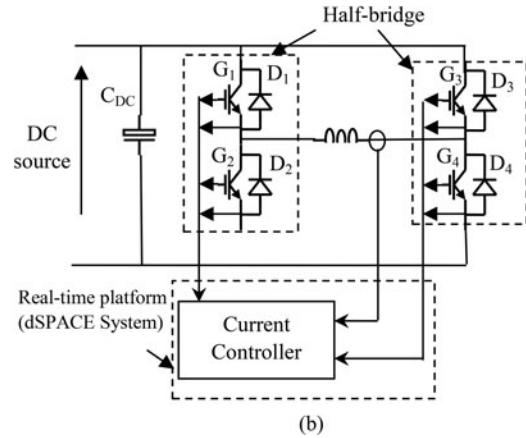 Half-bridge
G1
D1
G3
D3
CDC
DC
source
G2
D2
G4
D4
Real-time platform
(dSPACE System)
Current
Controller
(b)